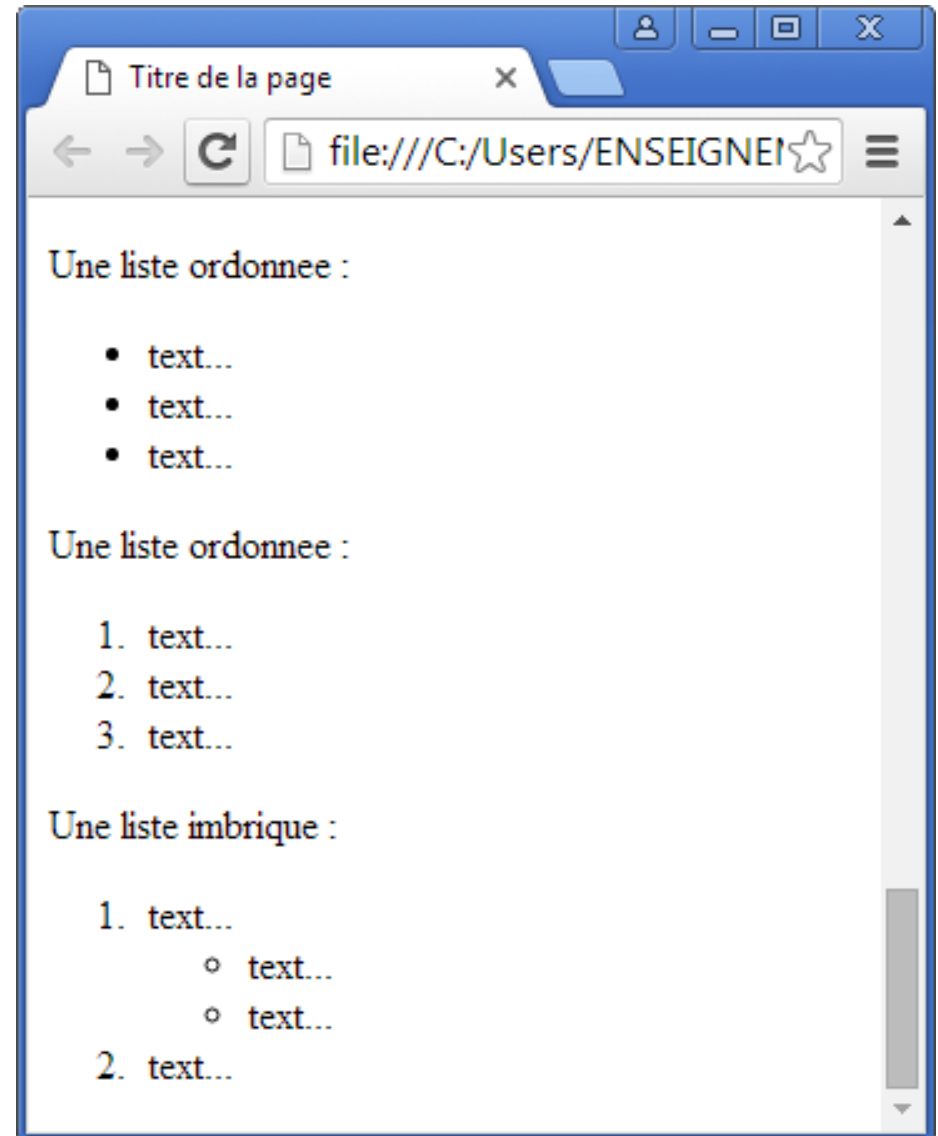 Titre de la page
file:///C:/Users/ENSEIGNE
Une liste ordonnee :
• text...
• text...
• text...
Une liste ordonnee :
1. text...
2. text...
3. text...
Une liste imbrique :
1. text...
◦ text...
◦ text...
2. text...